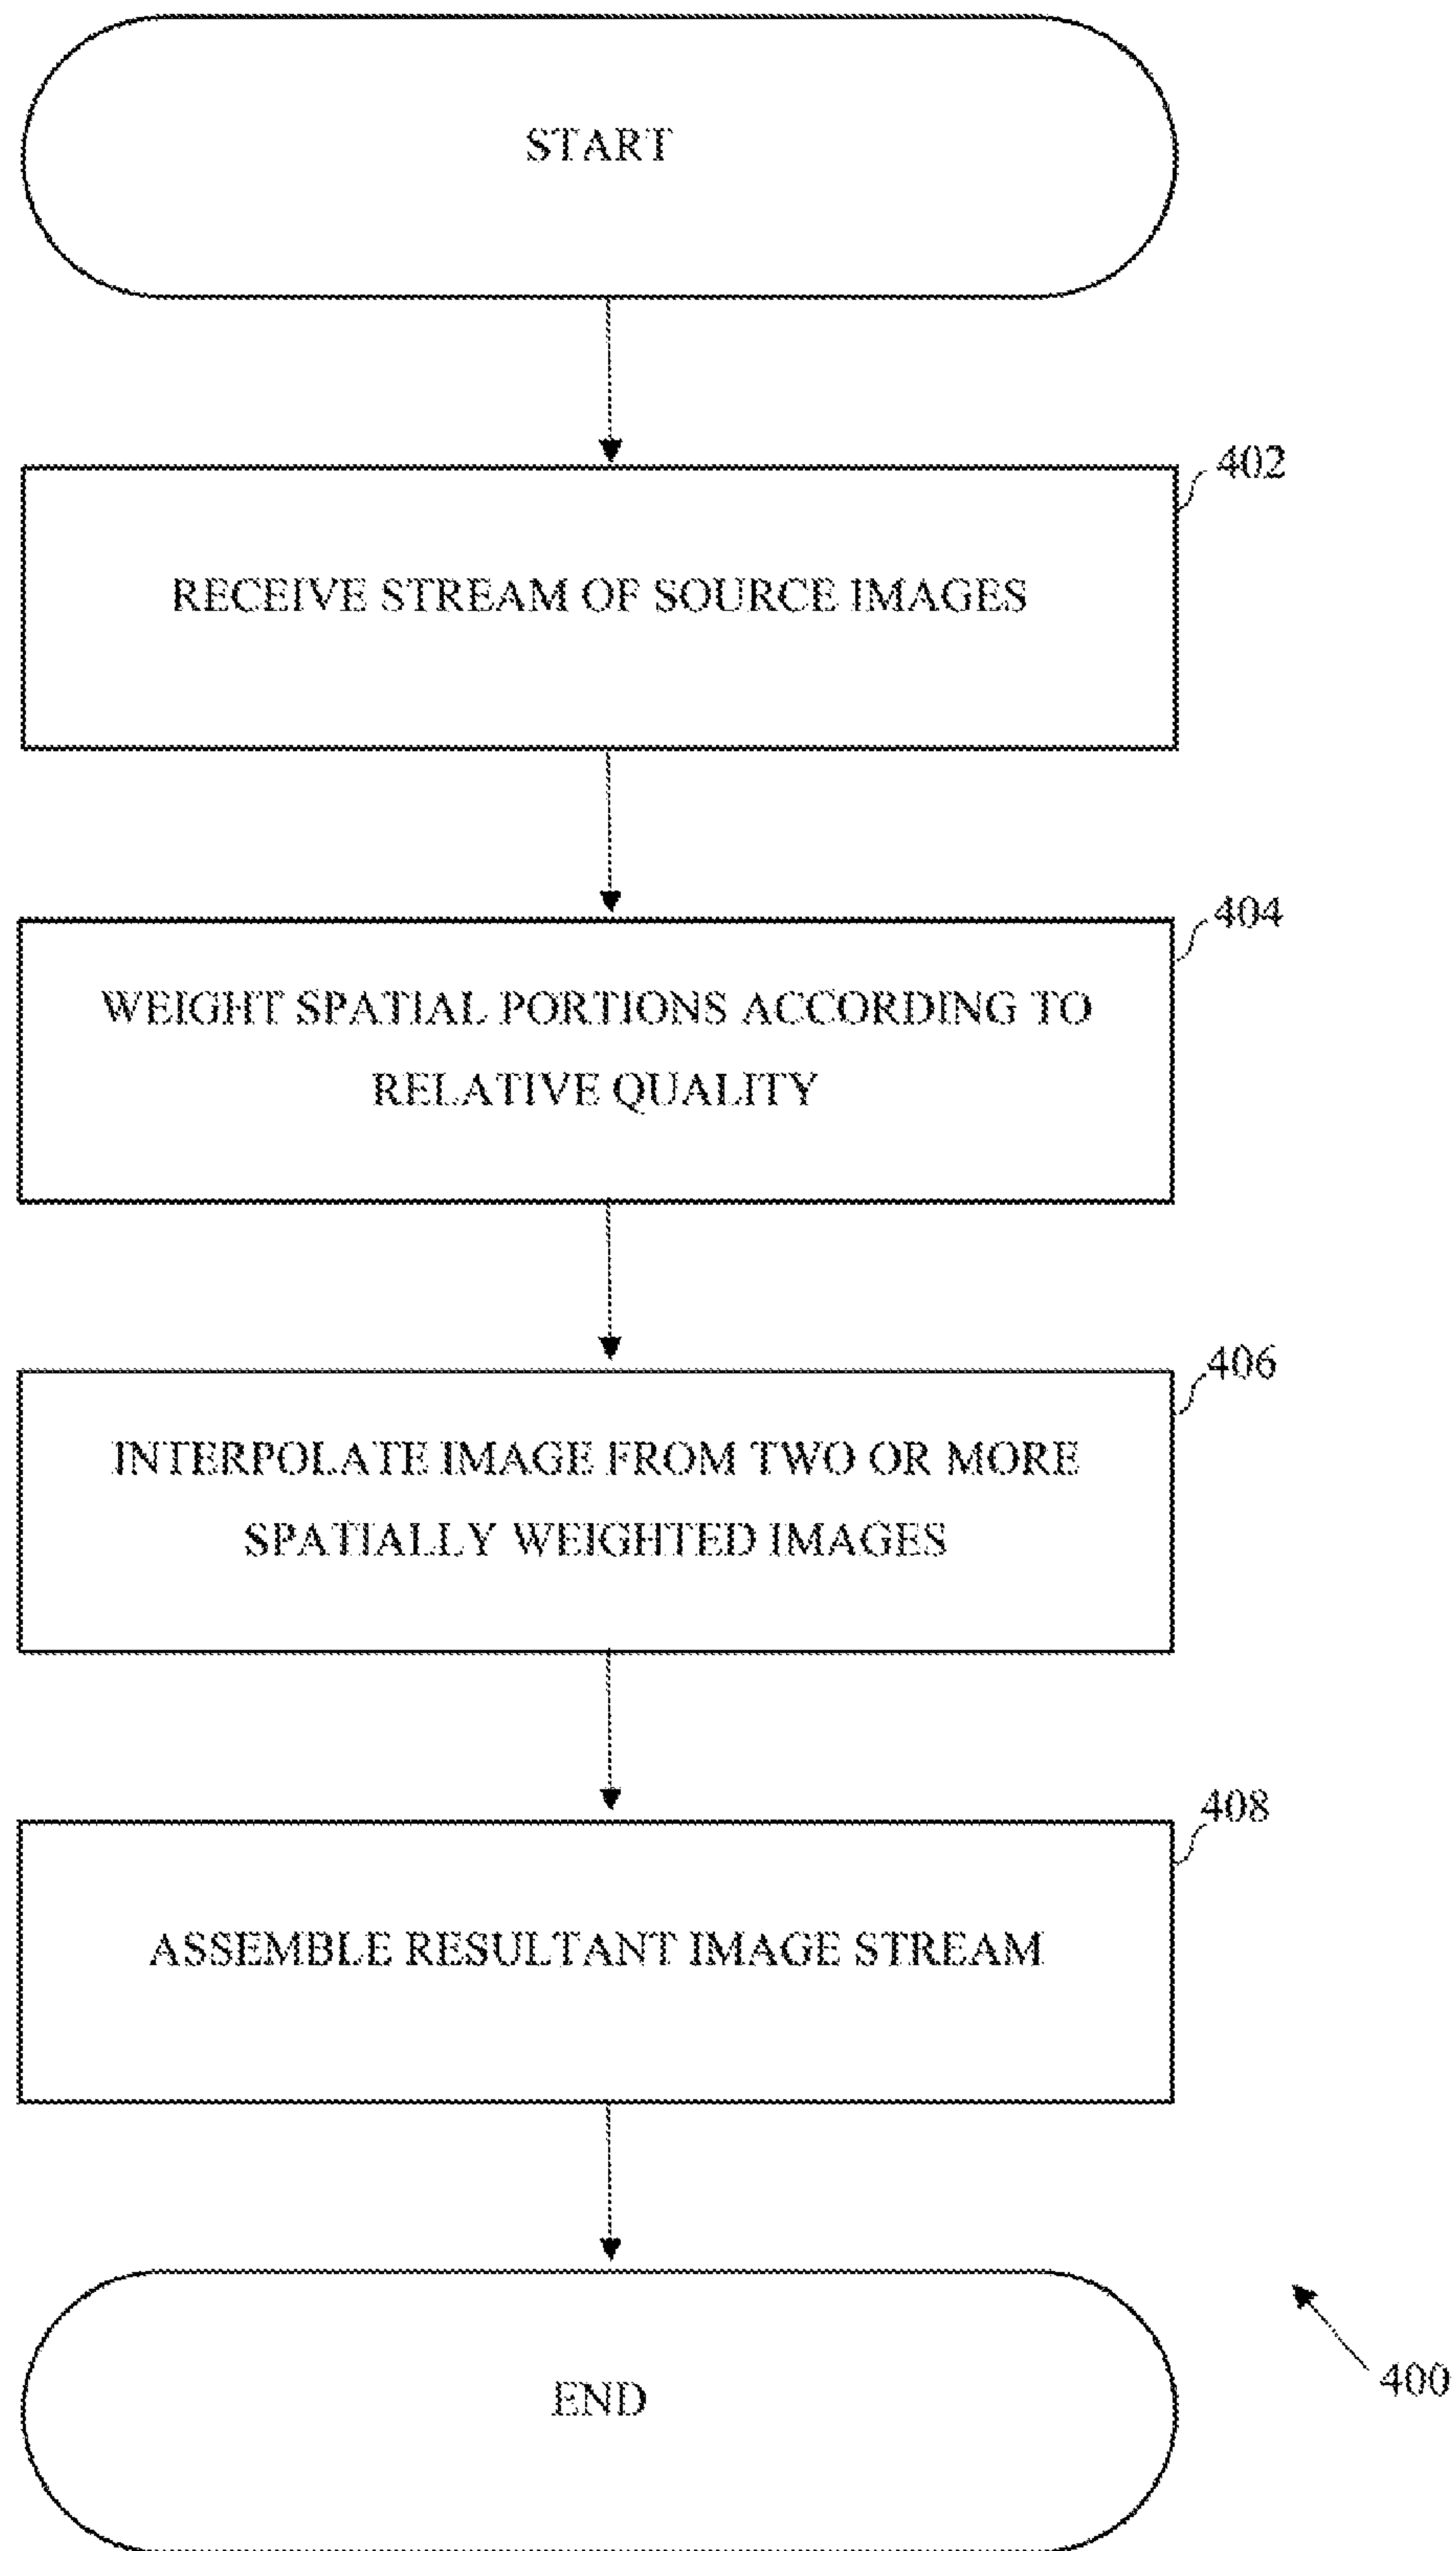 START
402
RECEIVE STREAM OF SOURCE IMAGES
404
WEIGHT SPATIAL PORTIONS ACCORDING TO
RELATIVE QUALITY
406
INTERPOLATE IMAGE FROM TWO OR MORE
SPATIALLY WEIGHTED IMAGES
408
ASSEMBLE RESULTANT IMAGE STREAM
END
400